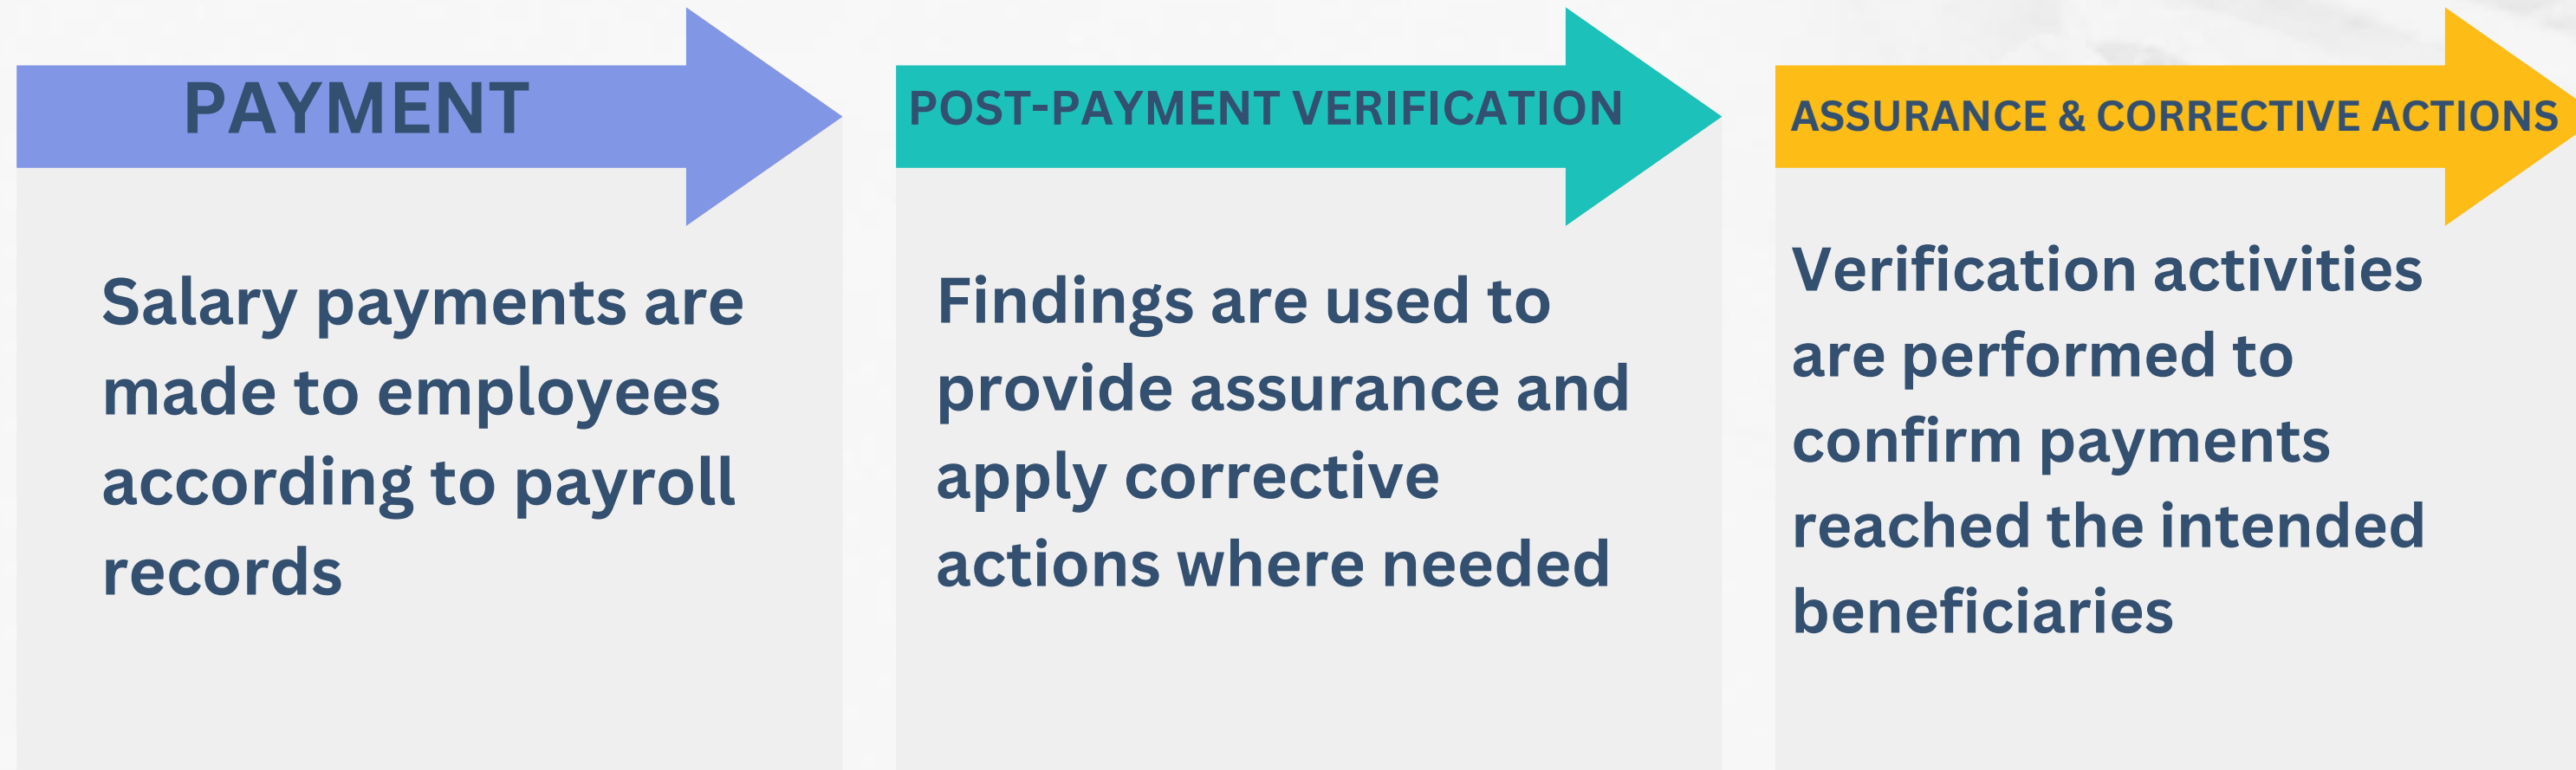 PAYMENT
Salary payments are
made to employees
according to payroll
records
POST-PAYMENT VERIFICATION
Findings are used to
provide assurance and
apply corrective
actions where needed
ASSURANCE & CORRECTIVE ACTIONS
Verification activities
are performed to
confirm payments
reached the intended
beneficiaries